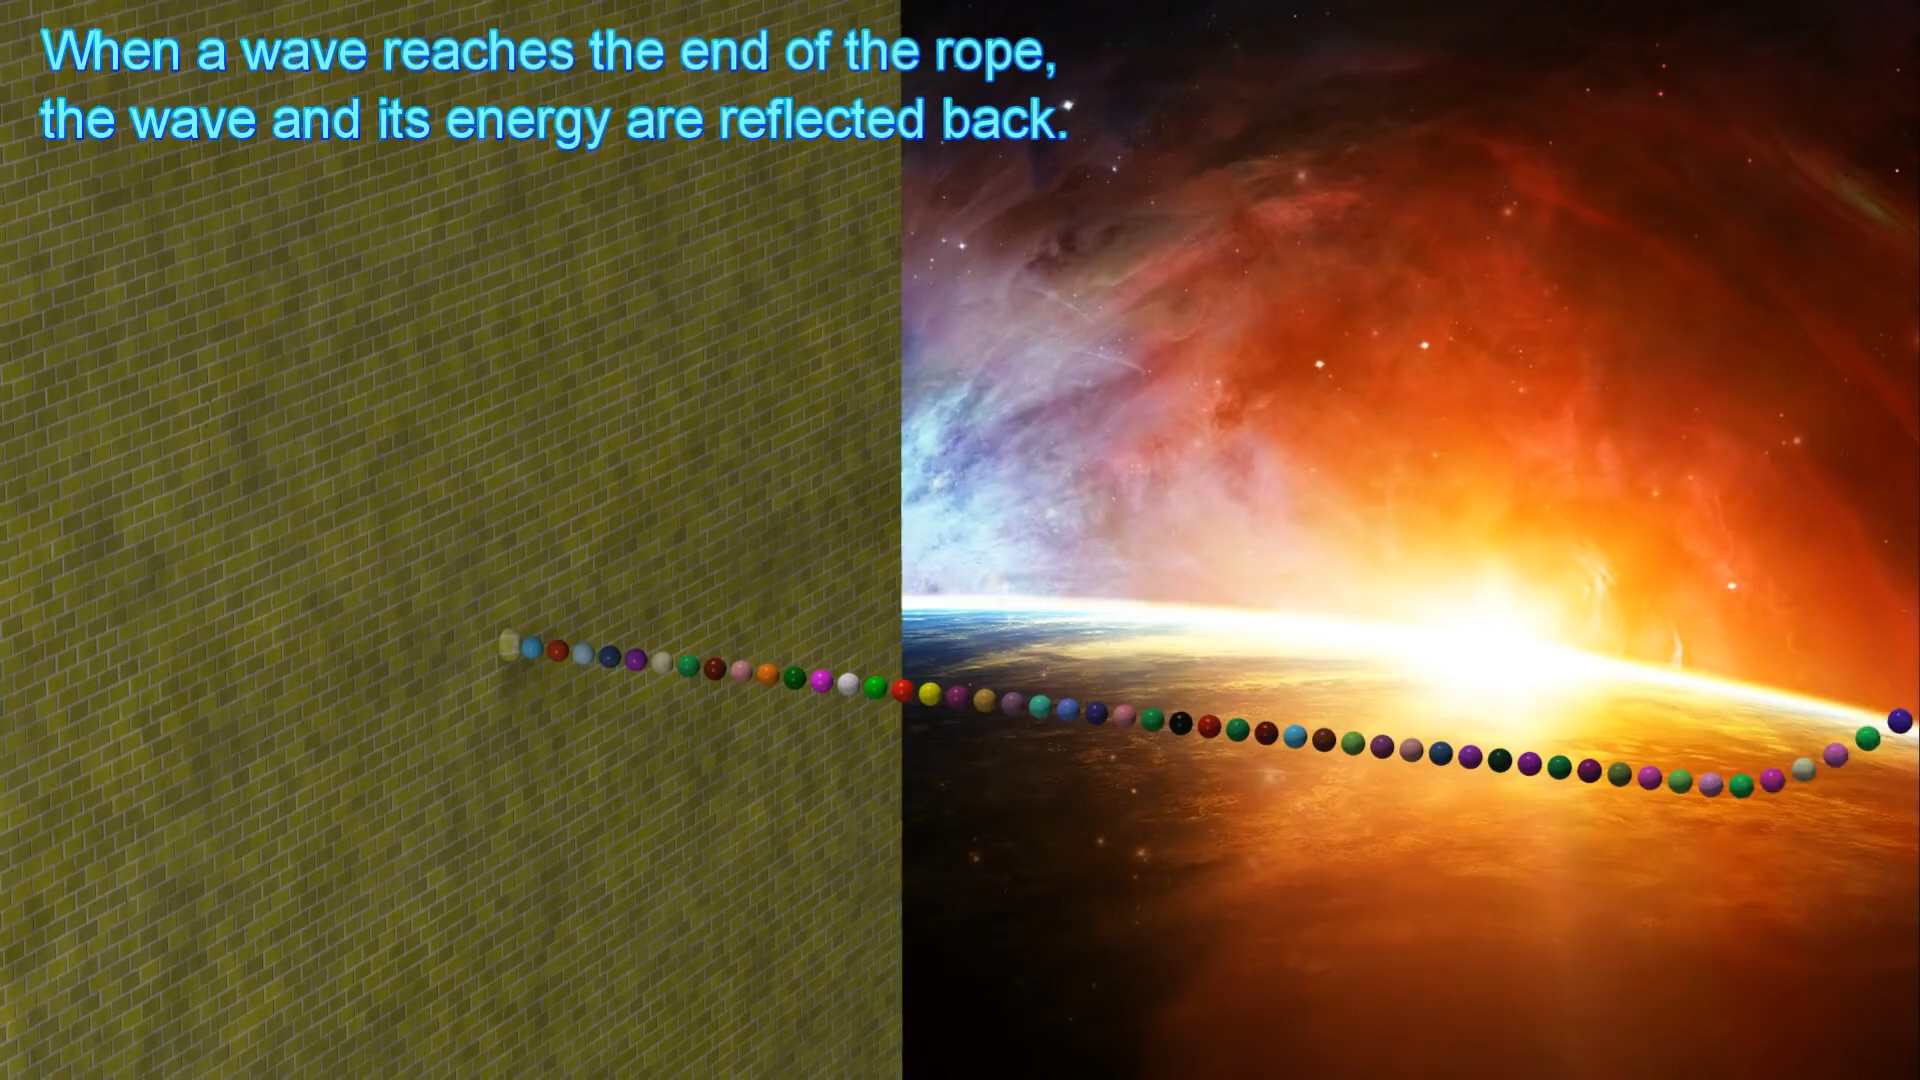 When a wave reaches the end of the rope,
the wave and its energy are reflected back.